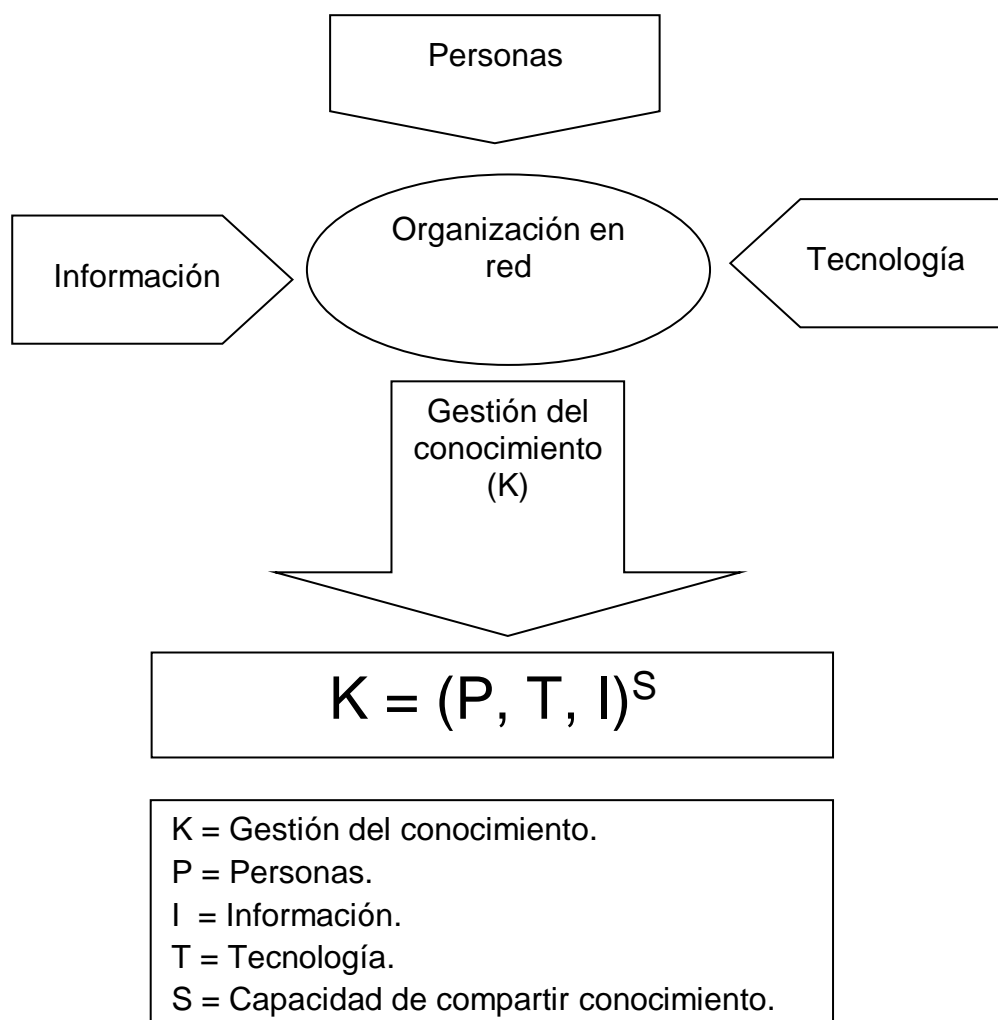 Personas
Organización en
red
Información
Tecnología
Gestión del
conocimiento
(K)
K = (P, T, I)^S
K = Gestión del conocimiento.
P = Personas.
I = Información.
T = Tecnología.
S = Capacidad de compartir conocimiento.